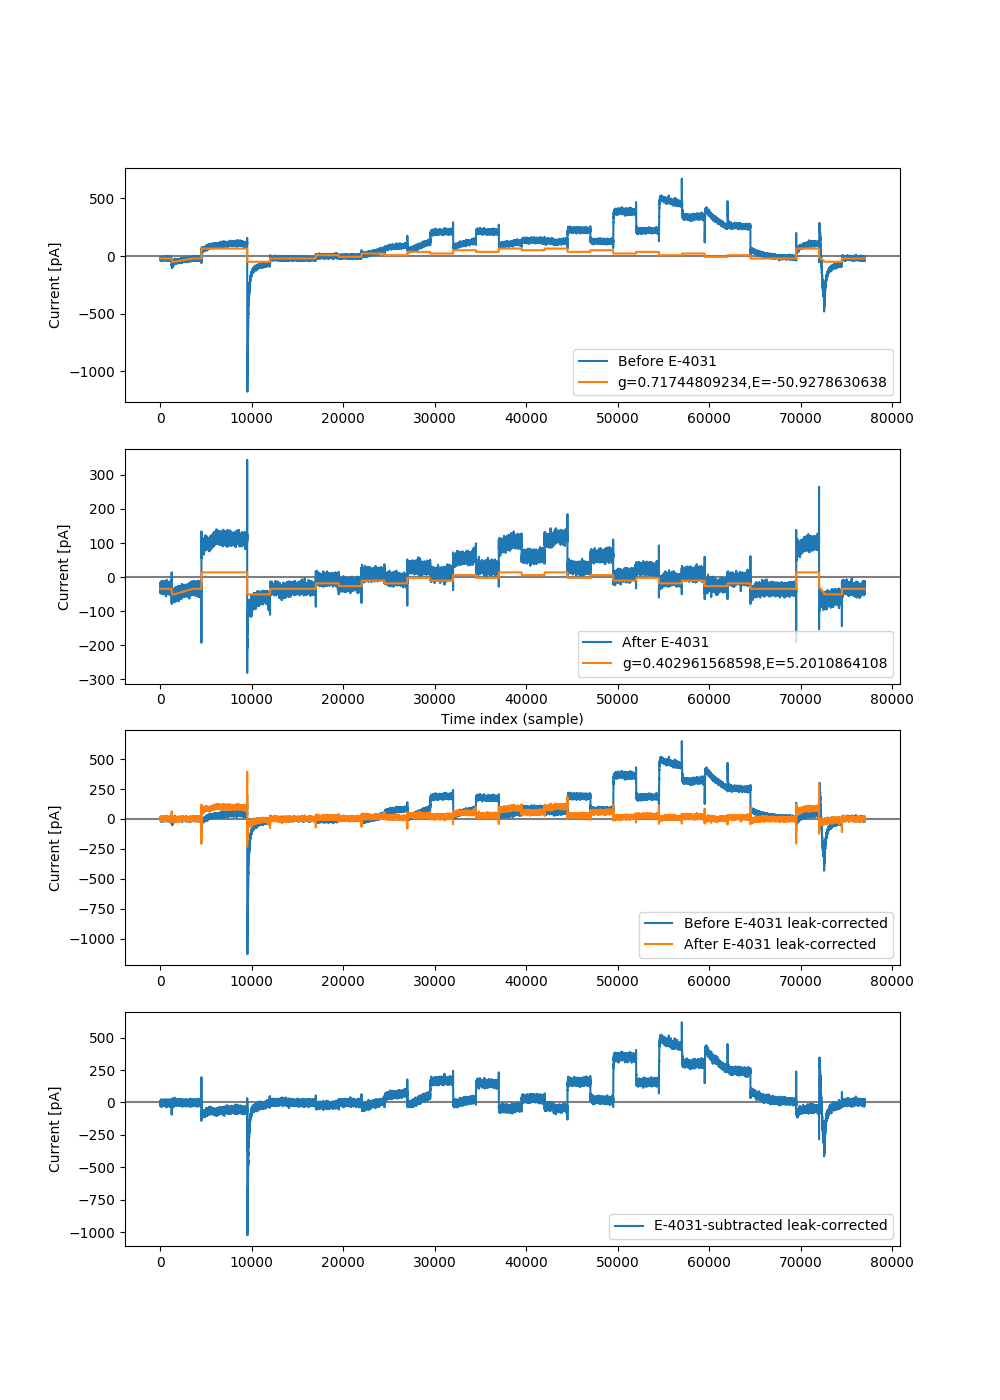 Current [pA]
500
0
−500
−1000
Before E-4031
g=0.71744809234,E=-50.9278630638
0 10000 20000 30000 40000 50000 60000 70000 80000
Current [pA]
300
200
100
0
−100
−200
−300
After E-4031
g=0.402961568598,E=5.2010864108
0 10000 20000 30000 40000 50000 60000 70000 80000
Time index (sample)
Current [pA]
500
250
0
−250
−500
−750
−1000
Before E-4031 leak-corrected
After E-4031 leak-corrected
0 10000 20000 30000 40000 50000 60000 70000 80000
Current [pA]
500
250
0
−250
−500
−750
−1000
E-4031-subtracted leak-corrected
0 10000 20000 30000 40000 50000 60000 70000 80000